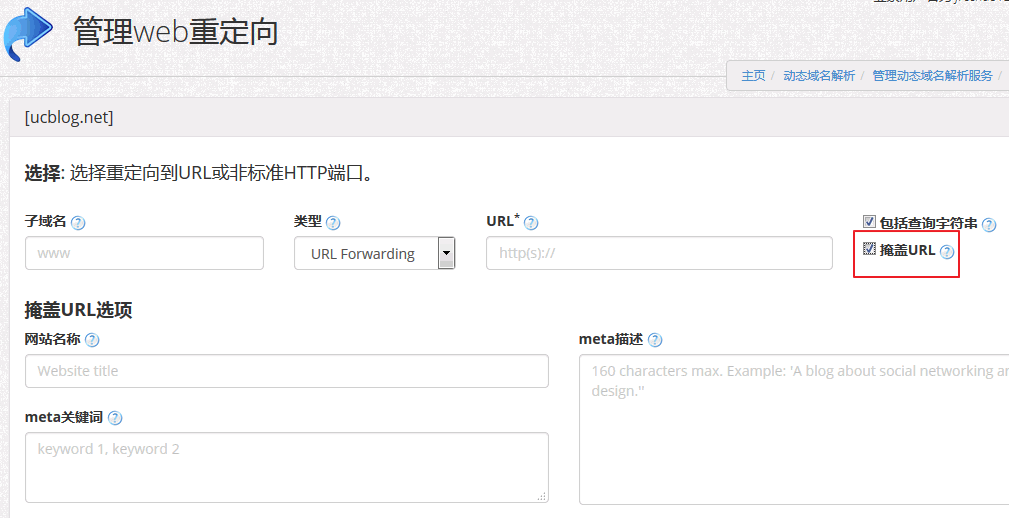 管理web重定向
主页 / 动态域名解析 / 管理动态域名解析服务 /
[ucblog.net]
选择: 选择重定向到URL或非标准HTTP端口。
子域名 ? 类型 ? URL* ? 包括查询字符串 ?
www URL Forwarding http(s):// 掩盖URL ?
掩盖URL选项
网站名称 ? meta描述 ?
Website title 160 characters max. Example: 'A blog about social networking
design."
meta关键词 ?
keyword 1, keyword 2